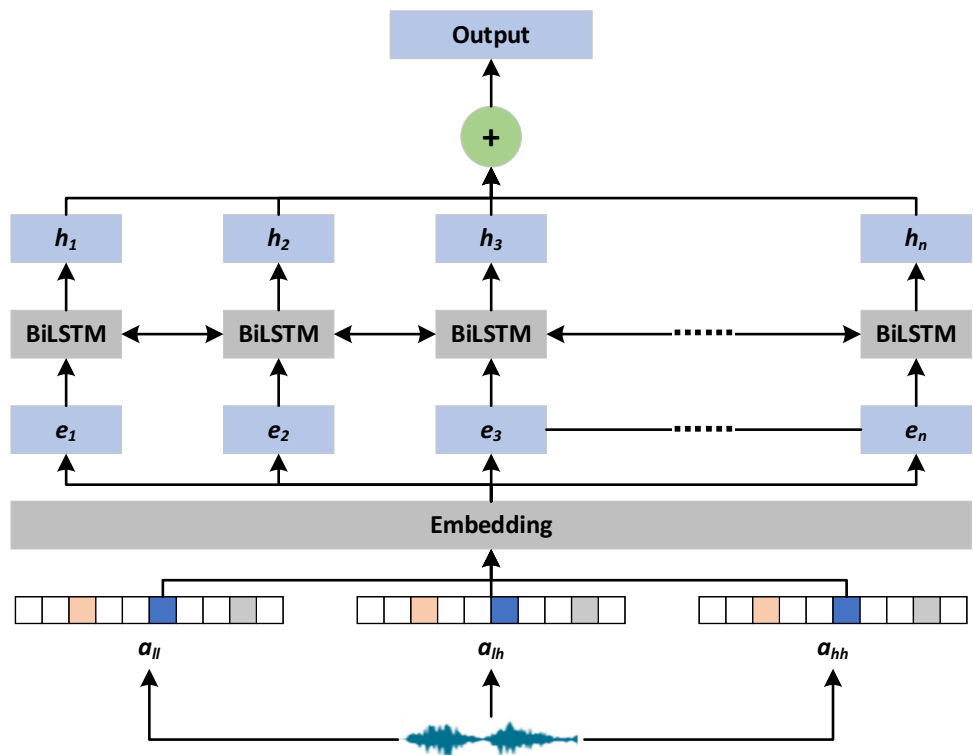 Output
+
h1 h2 h3 hn
BiLSTM BiLSTM BiLSTM ...... BiLSTM
e1 e2 e3 ...... en
Embedding
all alh ahh